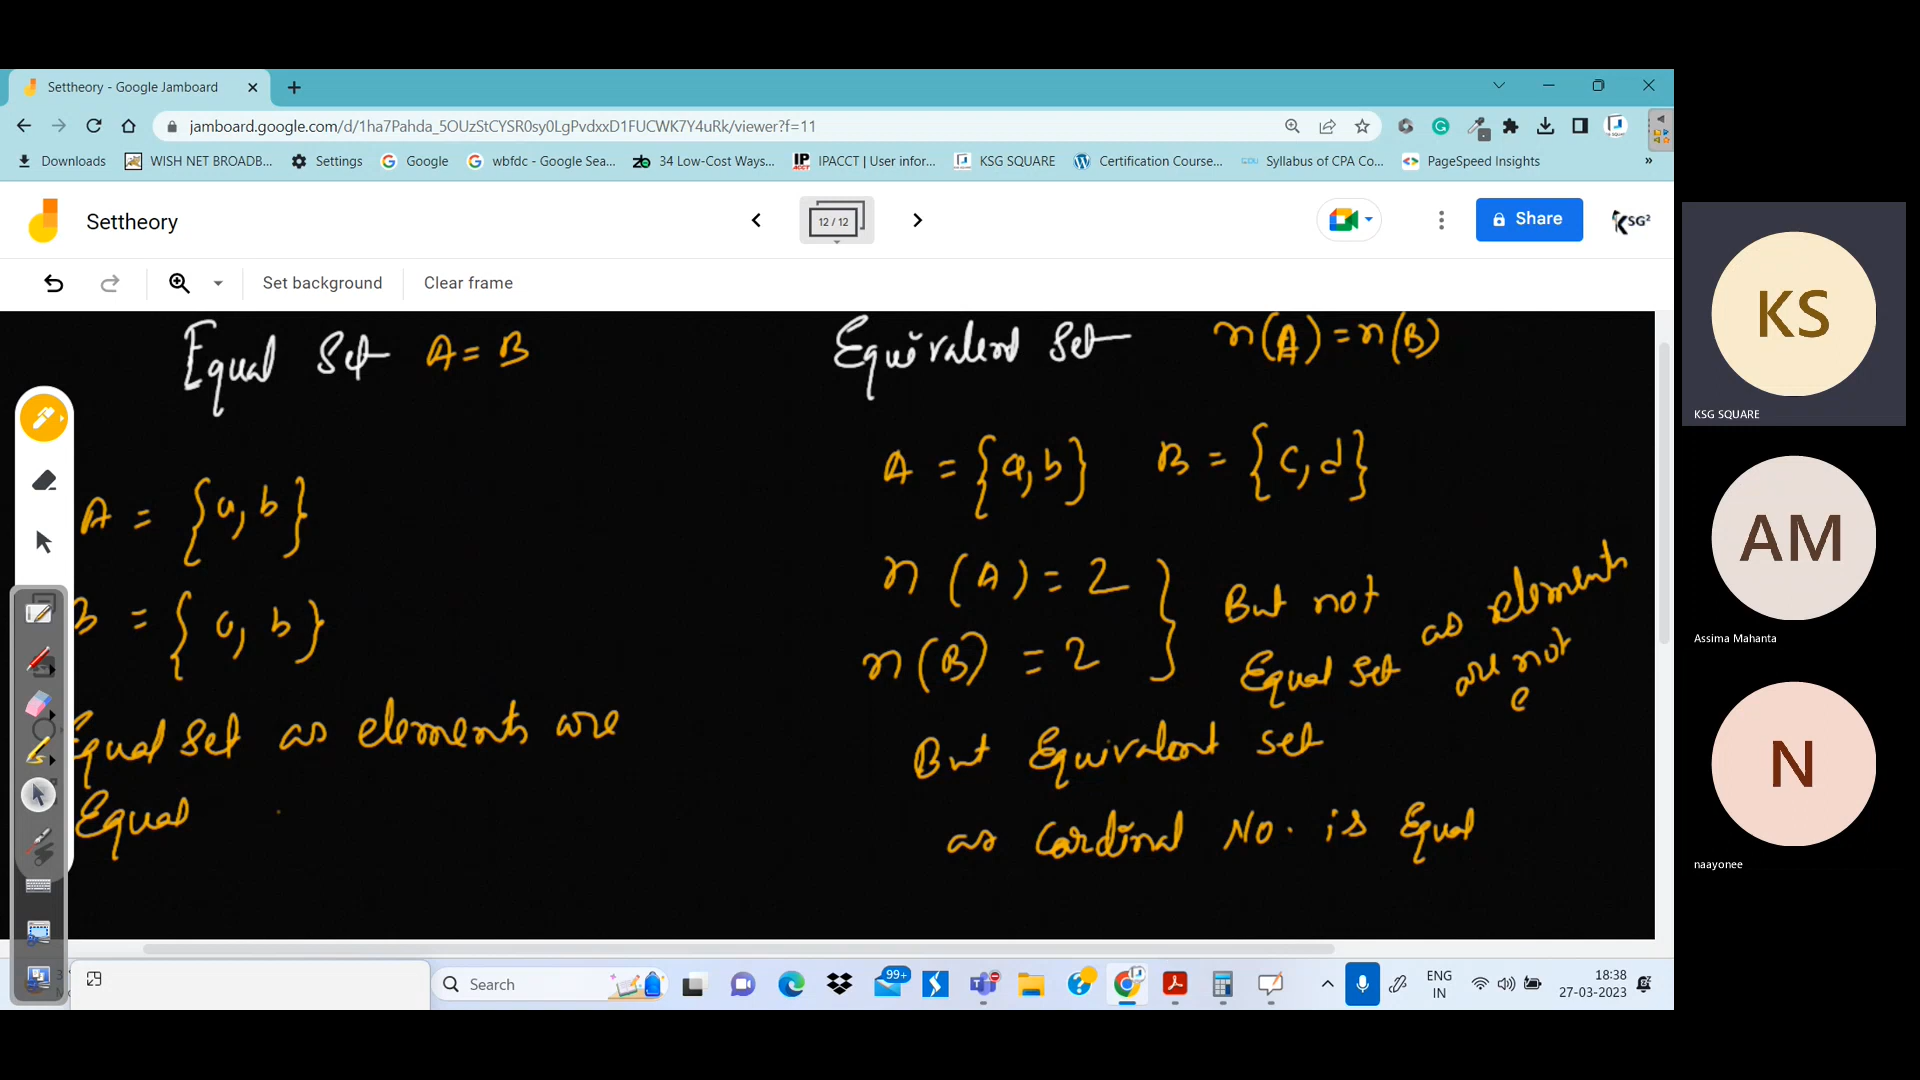 Settheory - Google Jamboard
jamboard.google.com/d/1ha7Pahda_5OUzStCYSR0sy0LgPvdxxD1FUCWK7Y4uRk/viewer?f=11
Downloads WISH NET BROADB... Settings Google wbfdc - Google Sea... 34 Low-Cost Ways... IPACCT | User infor... KSG SQUARE Certification Course... Syllabus of CPA Co... PageSpeed Insights »
Settheory
12 / 12
Share
KSG²
Set background Clear frame
Equal Set A = B
A = {a, b}
B = {a, b}
Equal Set as elements are
Equal
Equivalent Set n(A) = n(B)
A = {a, b} B = {c, d}
n(A) = 2
n(B) = 2
But not
Equal Set
as elements
are not
e
But Equivalent set
as Cardinal No. is Equal
KS
KSG SQUARE
AM
Assima Mahanta
N
naayonee
Search
99+
ENG
IN
18:38
27-03-2023